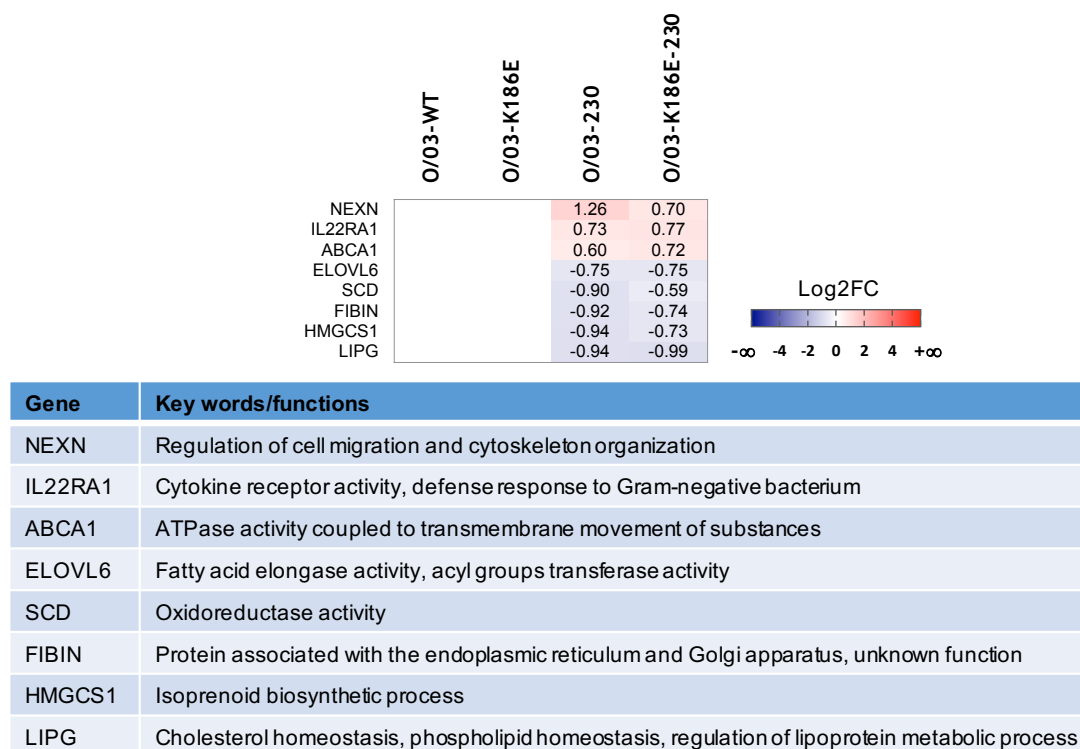 O/03-WT
O/03-K186E
O/03-230
O/03-K186E-230
NEXN 1.26 0.70
IL22RA1 0.73 0.77
ABCA1 0.60 0.72
ELOVL6 -0.75 -0.75
SCD -0.90 -0.59
FIBIN -0.92 -0.74
HMGCS1 -0.94 -0.73
LIPG -0.94 -0.99
Log2FC
-∞ -4 -2 0 2 4 +∞
Gene Key words/functions
NEXN Regulation of cell migration and cytoskeleton organization
IL22RA1 Cytokine receptor activity, defense response to Gram-negative bacterium
ABCA1 ATPase activity coupled to transmembrane movement of substances
ELOVL6 Fatty acid elongase activity, acyl groups transferase activity
SCD Oxidoreductase activity
FIBIN Protein associated with the endoplasmic reticulum and Golgi apparatus, unknown function
HMGCS1 Isoprenoid biosynthetic process
LIPG Cholesterol homeostasis, phospholipid homeostasis, regulation of lipoprotein metabolic process